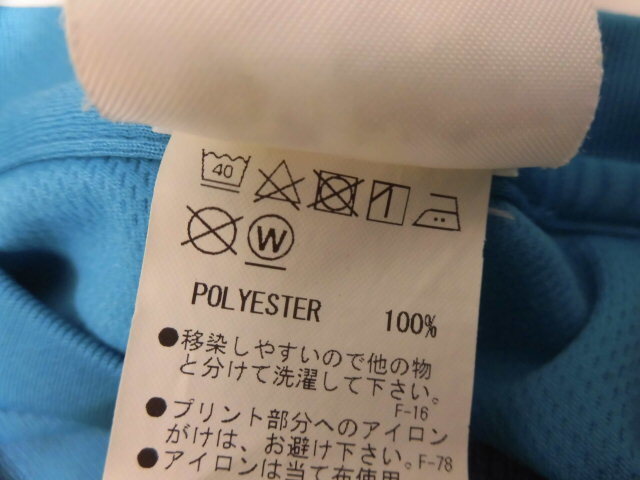 40
W
POLYESTER 100%
●移染しやすいので他の物
と分けて洗濯して下さい。
F-16
●プリント部分へのアイロン
がけは、お避け下さい。F-78
●アイロンは当て布使用